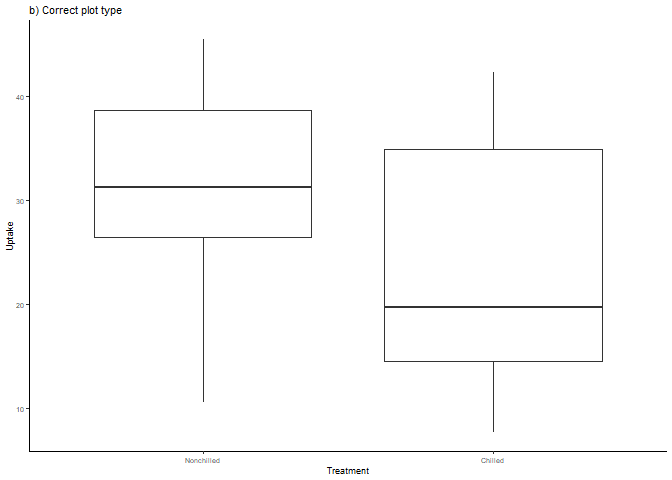 b) Correct plot type
40
30
20
10
Uptake
Nonchilled
Chilled
Treatment